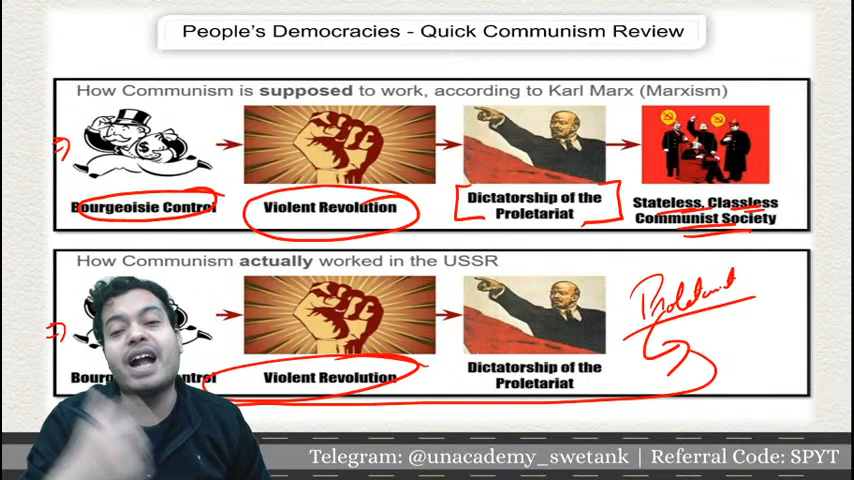 People's Democracies - Quick Communism Review
How Communism is supposed to work, according to Karl Marx (Marxism)
$
Bourgeoisie Control
Violent Revolution
Dictatorship of the
Proletariat
Stateless, Classless
Communist Society
How Communism actually worked in the USSR
Violent Revolution
Dictatorship of the
Proletariat
Telegram: @unacademy_swetank | Referral Code: SPYT